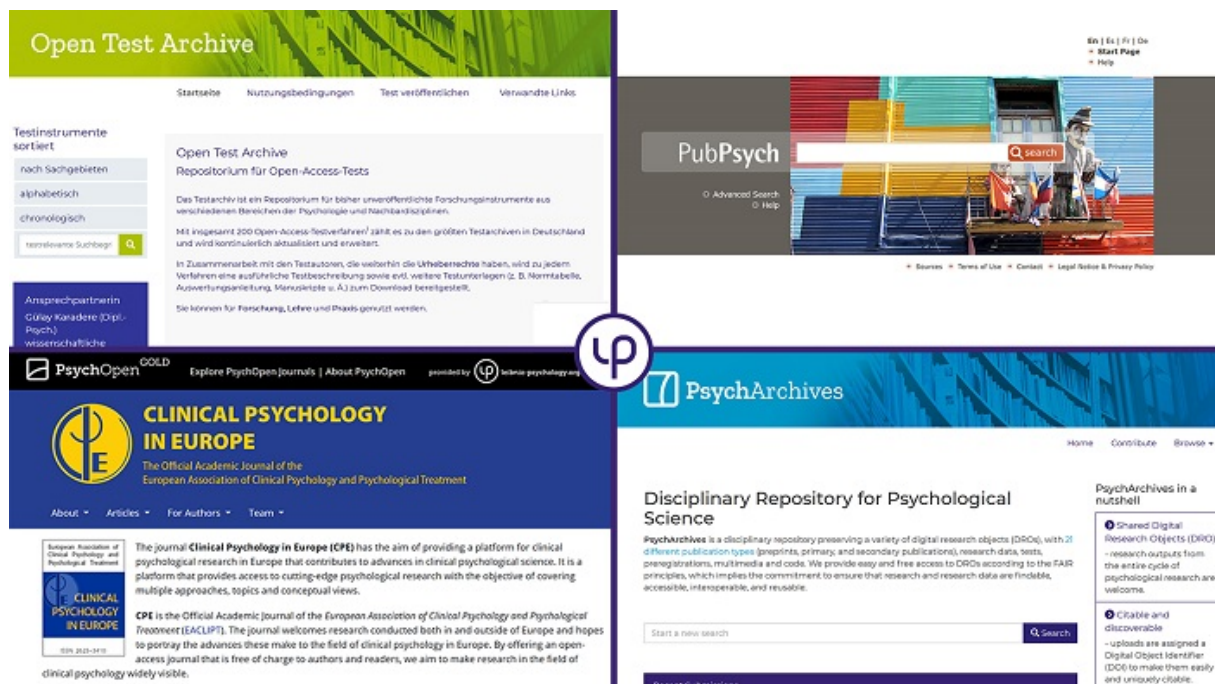 Open Test Archive
Startseite Nutzungsbedingungen Test veröffentlichen Verwandte Links
Testinstrumente
sortiert
nach Sachgebieten
alphabetisch
chronologisch
testrelevante Suchbegr
Ansprechpartnerin
Gülay Karadere (Dipl.-
Psych.)
wissenschaftliche
Open Test Archive
Repositorium für Open-Access-Tests
Das Testarchiv ist ein Repositorium für bisher unveröffentlichte Forschungsinstrumente aus
verschiedenen Bereichen der Psychologie und Nachbardisziplinen.
Mit insgesamt 200 Open-Access-Testverfahren¹ zählt es zu den größten Testarchiven in Deutschland
und wird kontinuierlich aktualisiert und erweitert.
In Zusammenarbeit mit den Testautoren, die weiterhin die Urheberrechte haben, wird zu jedem
Verfahren eine ausführliche Testbeschreibung sowie evtl. weitere Testunterlagen (z. B. Normtabelle,
Auswertungsanleitung, Manuskripte u. Ä.) zum Download bereitgestellt.
Sie können für Forschung, Lehre und Praxis genutzt werden.
En | Es | Fr | De
Start Page
Help
PubPsych
search
Advanced Search
Help
Sources Terms of Use Contact Legal Notice & Privacy Policy
PsychOpen GOLD Explore PsychOpen Journals | About PsychOpen provided by leibniz-psychology.org
CLINICAL PSYCHOLOGY
IN EUROPE
The Official Academic Journal of the
European Association of Clinical Psychology and Psychological Treatment
About Articles For Authors Team
European Association of
Clinical Psychology and
Psychological Treatment
CLINICAL
PSYCHOLOGY
IN EUROPE
ISSN 2625-3410
The journal Clinical Psychology in Europe (CPE) has the aim of providing a platform for clinical
psychological research in Europe that contributes to advances in clinical psychological science. It is a
platform that provides access to cutting-edge psychological research with the objective of covering
multiple approaches, topics and conceptual views.
CPE is the Official Academic Journal of the European Association of Clinical Psychology and Psychological
Treatment (EACLIPT). The journal welcomes research conducted both in and outside of Europe and hopes
to portray the advances these make to the field of clinical psychology in Europe. By offering an open-
access journal that is free of charge to authors and readers, we aim to make research in the field of
clinical psychology widely visible.
PsychArchives
Home Contribute Browse
Disciplinary Repository for Psychological
Science
PsychArchives is a disciplinary repository preserving a variety of digital research objects (DROs), with 21
different publication types (preprints, primary, and secondary publications), research data, tests,
preregistrations, multimedia and code. We provide easy and free access to DROs according to the FAIR
principles, which implies the commitment to ensure that research and research data are findable,
accessible, interoperable, and reusable.
Start a new search
Search
PsychArchives in a
nutshell
Shared Digital
Research Objects (DRO)
- research outputs from
the entire cycle of
psychological research are
welcome.
Citable and
discoverable
- uploads are assigned a
Digital Object Identifier
(DOI) to make them easily
and uniquely citable.